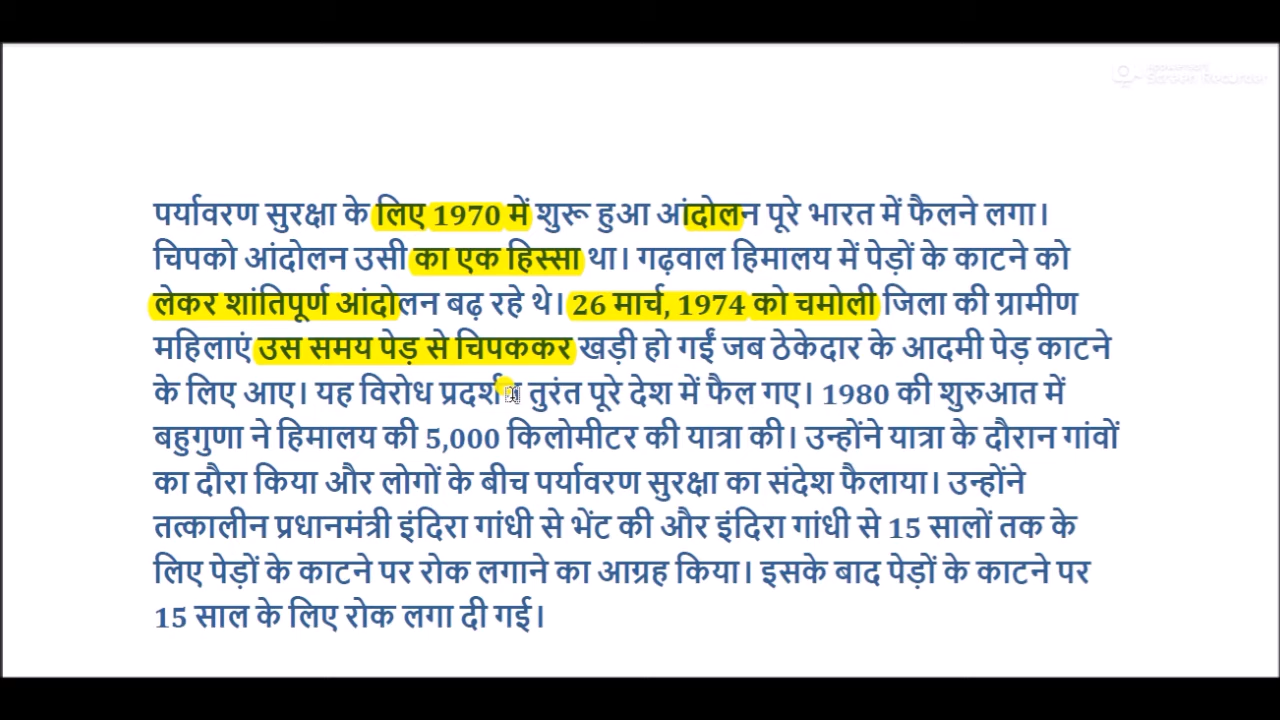 पर्यावरण सुरक्षा के लिए 1970 में शुरू हुआ आंदोलन पूरे भारत में फैलने लगा।
चिपको आंदोलन उसी का एक हिस्सा था। गढ़वाल हिमालय में पेड़ों के काटने को
लेकर शांतिपूर्ण आंदोलन बढ़ रहे थे। 26 मार्च, 1974 को चमोली जिला की ग्रामीण
महिलाएं उस समय पेड़ से चिपककर खड़ी हो गईं जब ठेकेदार के आदमी पेड़ काटने
के लिए आए। यह विरोध प्रदर्शन तुरंत पूरे देश में फैल गए। 1980 की शुरुआत में
बहुगुणा ने हिमालय की 5,000 किलोमीटर की यात्रा की। उन्होंने यात्रा के दौरान गांवों
का दौरा किया और लोगों के बीच पर्यावरण सुरक्षा का संदेश फैलाया। उन्होंने
तत्कालीन प्रधानमंत्री इंदिरा गांधी से भेंट की और इंदिरा गांधी से 15 सालों तक के
लिए पेड़ों के काटने पर रोक लगाने का आग्रह किया। इसके बाद पेड़ों के काटने पर
15 साल के लिए रोक लगा दी गई।